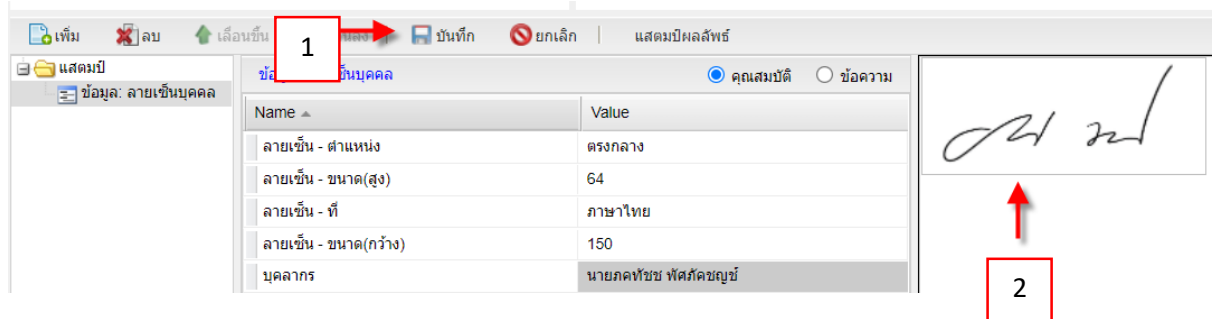 เพิ่ม ลบ เลื่อนขึ้น บันทึก ยกเลิก แสตมป์ผลลัพธ์
1
แสตมป์
ข้อมูล: ลายเซ็นบุคคล
คุณสมบัติ ข้อความ
Name Value
ลายเซ็น - ตำแหน่ง ตรงกลาง
ลายเซ็น - ขนาด(สูง) 64
ลายเซ็น - ที่ ภาษาไทย
ลายเซ็น - ขนาด(กว้าง) 150
บุคลากร นายภคทัชช พัศภัคชญช์
2